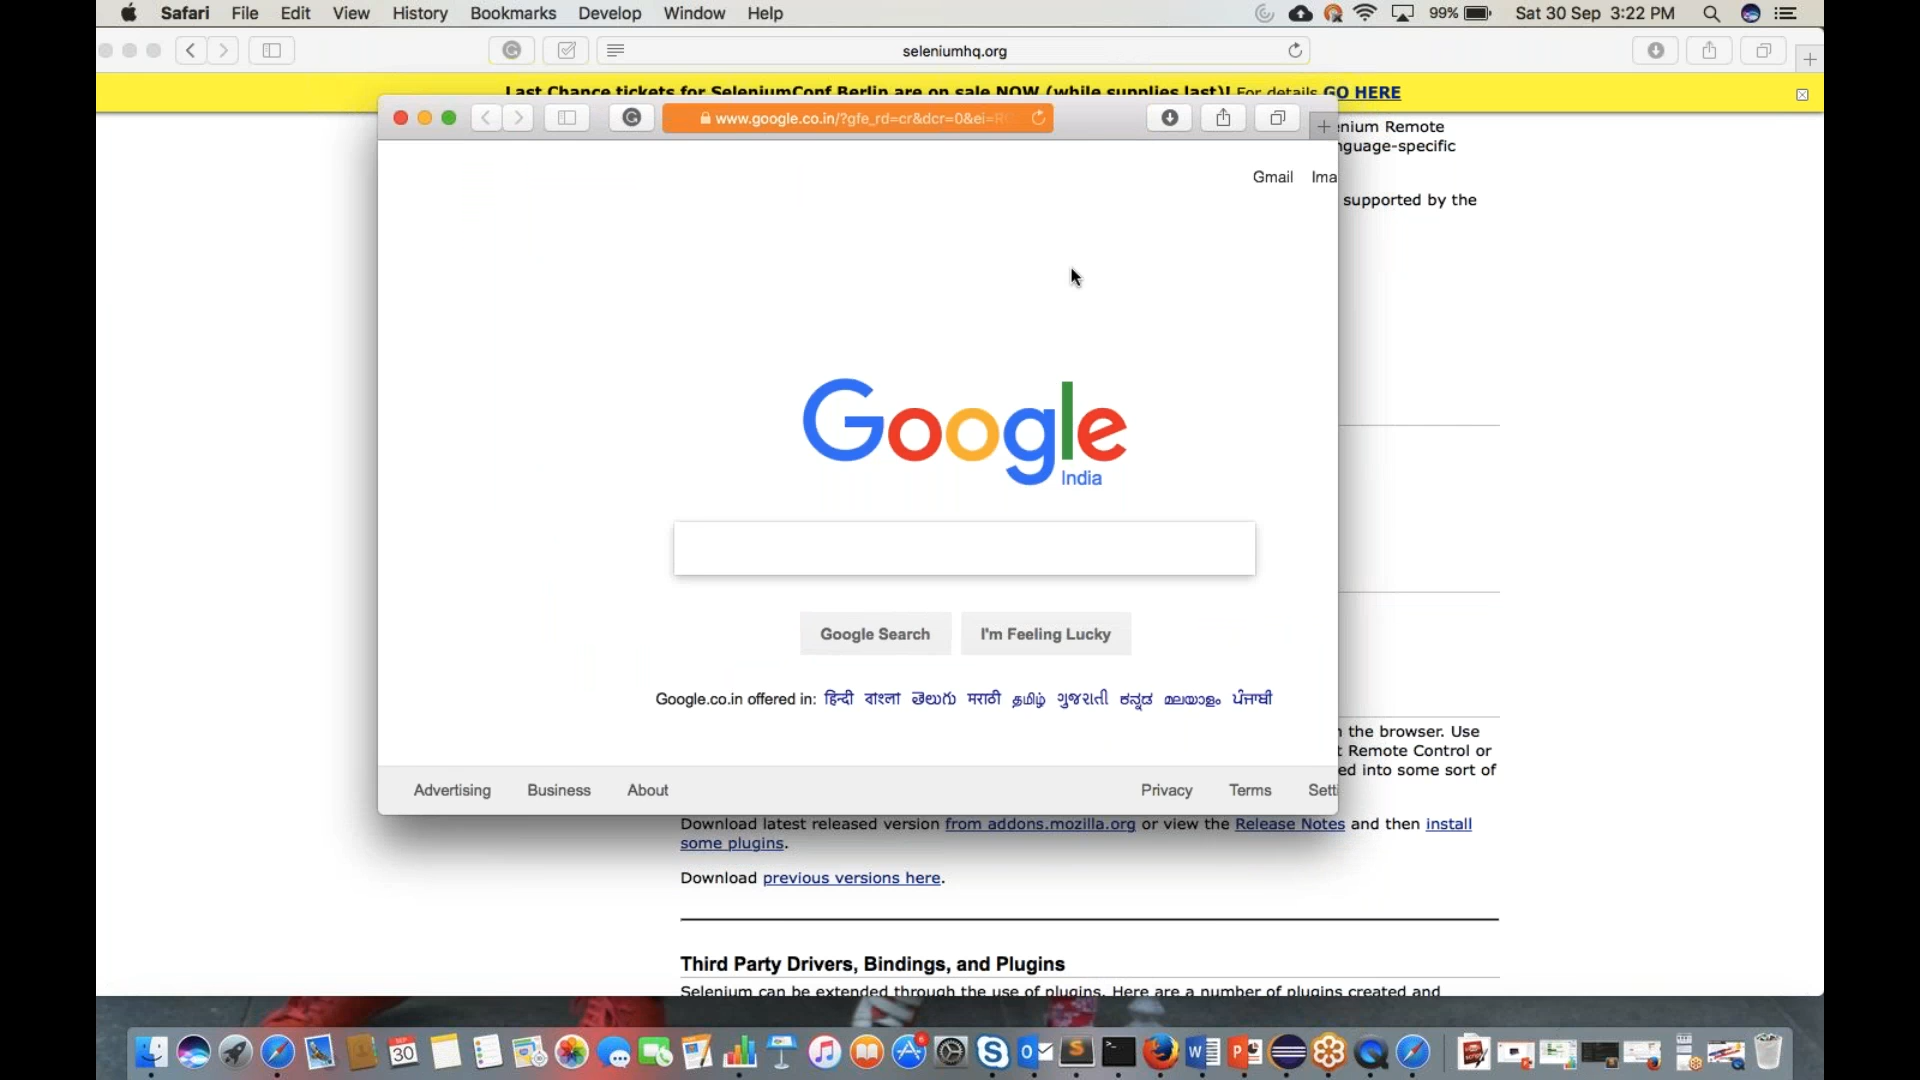 Safari File Edit View History Bookmarks Develop Window Help 99% Sat 30 Sep 3:22 PM
seleniumhq.org
Last Chance tickets for SeleniumConf Berlin are on sale NOW (while supplies last)! For details GO HERE
www.google.co.in/?gfe_rd=cr&dcr=0&ei=
enium Remote
nguage-specific
Gmail Ima
supported by the
Google
India
Google Search I'm Feeling Lucky
Google.co.in offered in: हिन्दी বাংলা తెలుగు मराठी தமிழ் ગુજરાતી ಕನ್ನಡ മലയാളം ਪੰਜਾਬੀ
the browser. Use
t Remote Control or
ed into some sort of
Advertising Business About Privacy Terms Setti
Download latest released version from addons.mozilla.org or view the Release Notes and then install
some plugins.
Download previous versions here.
Third Party Drivers, Bindings, and Plugins
Selenium can be extended through the use of plugins. Here are a number of plugins created and
30